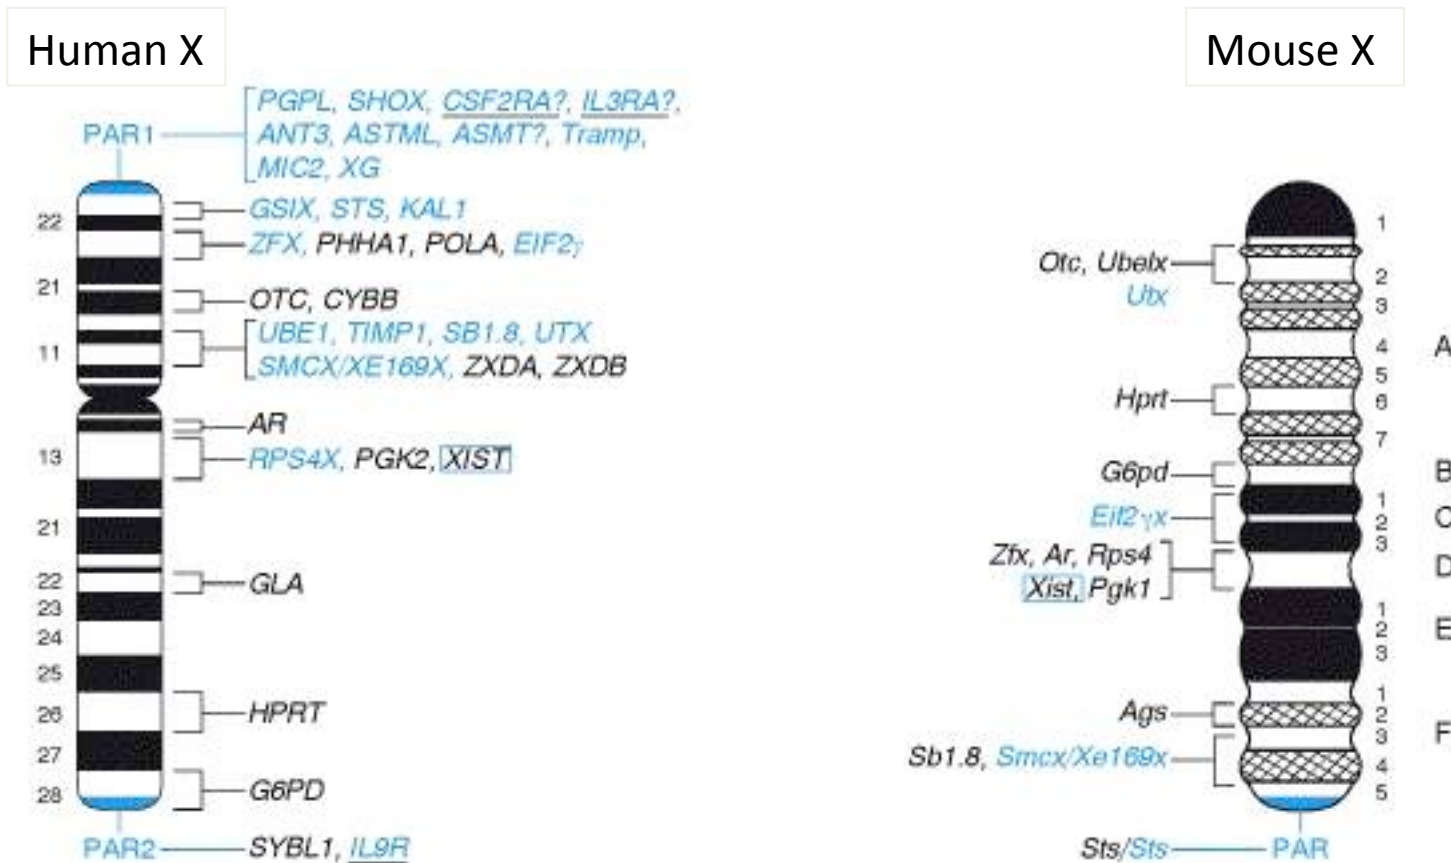 Human X
PAR1
PGPL, SHOX, CSF2RA?, IL3RA?,
ANT3, ASTML, ASMT?, Tramp,
MIC2, XG
GSIX, STS, KAL1
22
ZFX, PHHA1, POLA, EIF2γ
21
OTC, CYBB
UBE1, TIMP1, SB1.8, UTX
11
SMCX/XE169X, ZXDA, ZXDB
AR
13
RPS4X, PGK2, XIST
21
22
GLA
23
24
25
26
HPRT
27
28
G6PD
PAR2
SYBL1, IL9R
Mouse X
1
Otc, Ubelx
2
Utx
3
4
A
5
Hprt
6
7
G6pd
B
1
Eif2γx
2
C
3
Zfx, Ar, Rps4
D
Xist, Pgk1
1
2
E
3
1
Ags
2
3
F
Sb1.8, Smcx/Xe169x
4
5
Sts/Sts
PAR